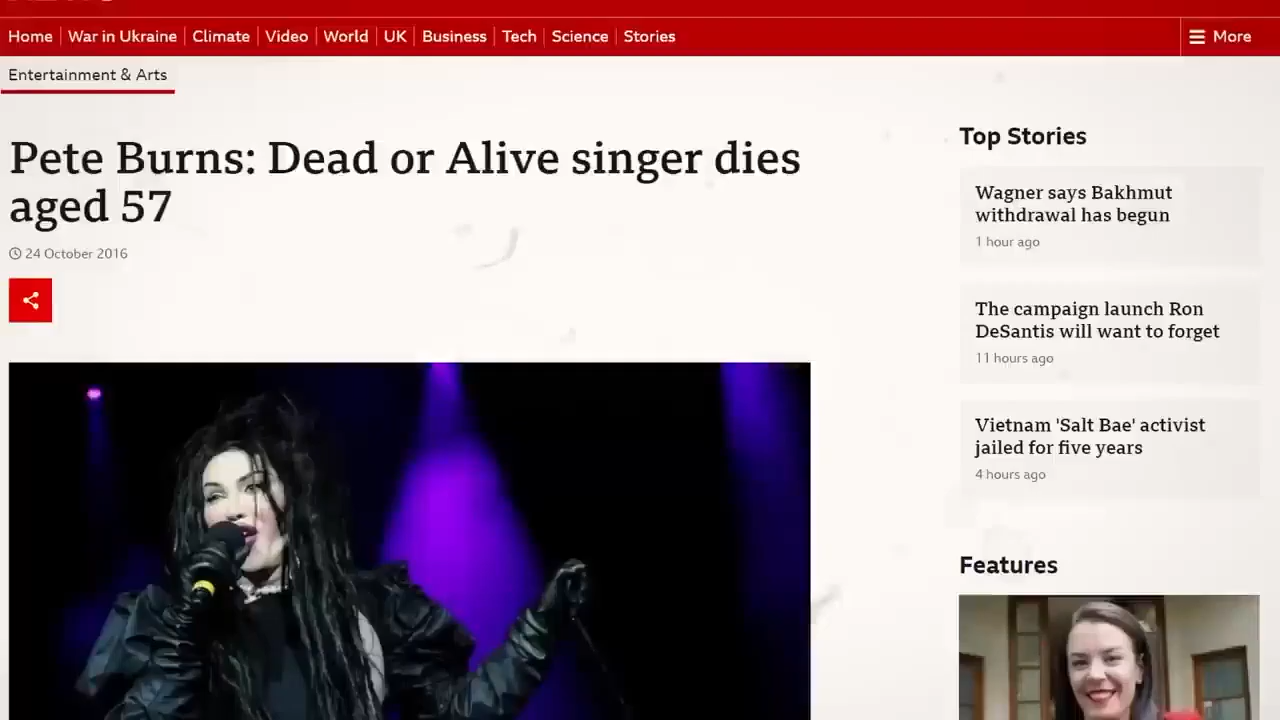 Home
War in Ukraine
Climate
Video
World
UK
Business
Tech
Science
Stories
More
Entertainment & Arts
Pete Burns: Dead or Alive singer dies
aged 57
24 October 2016
Top Stories
Wagner says Bakhmut
withdrawal has begun
1 hour ago
The campaign launch Ron
DeSantis will want to forget
11 hours ago
Vietnam 'Salt Bae' activist
jailed for five years
4 hours ago
Features